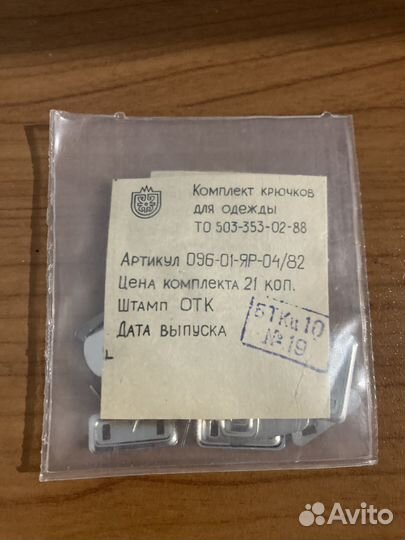 Комплект крючков
для одежды
ТО 503-353-02-88
Артикул 096-01-ЯР-04/82
Цена комплекта 21 коп.
Штамп ОТК
Дата выпуска
БТКц 10
№ 19
Avito